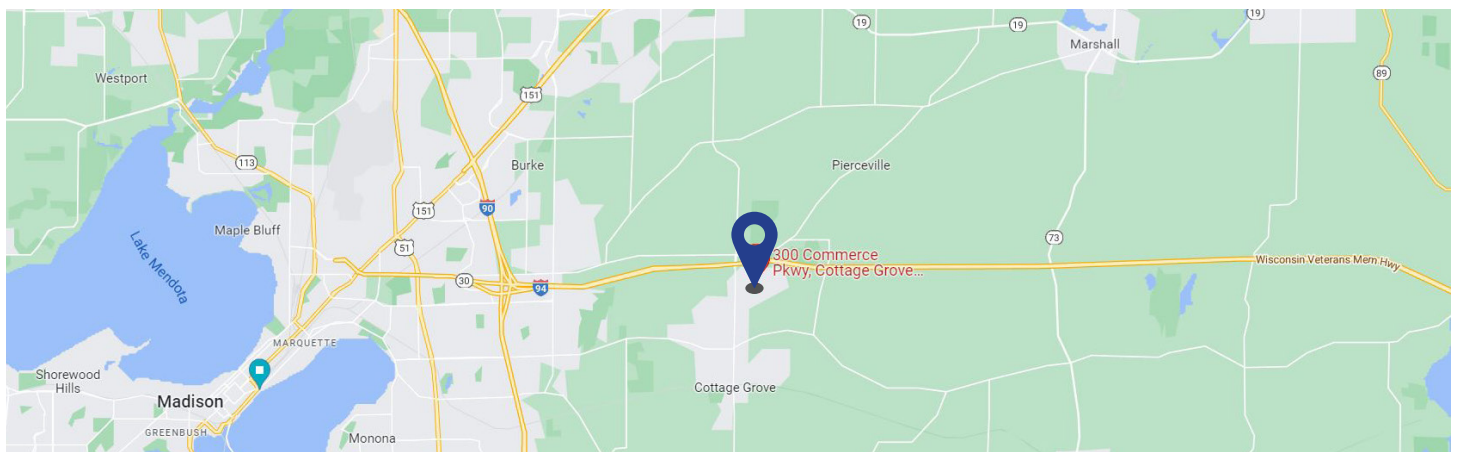 19
19
19
Marshall
Westport
89
151
113
Burke
Pierceville
90
151
Maple Bluff
Lake Mendota
51
73
300 Commerce
Pkwy, Cottage Grove...
Wisconsin Veterans Mem Hwy
30
94
MARQUETTE
Shorewood
Hills
Madison
Cottage Grove
GREENBUSH
Monona